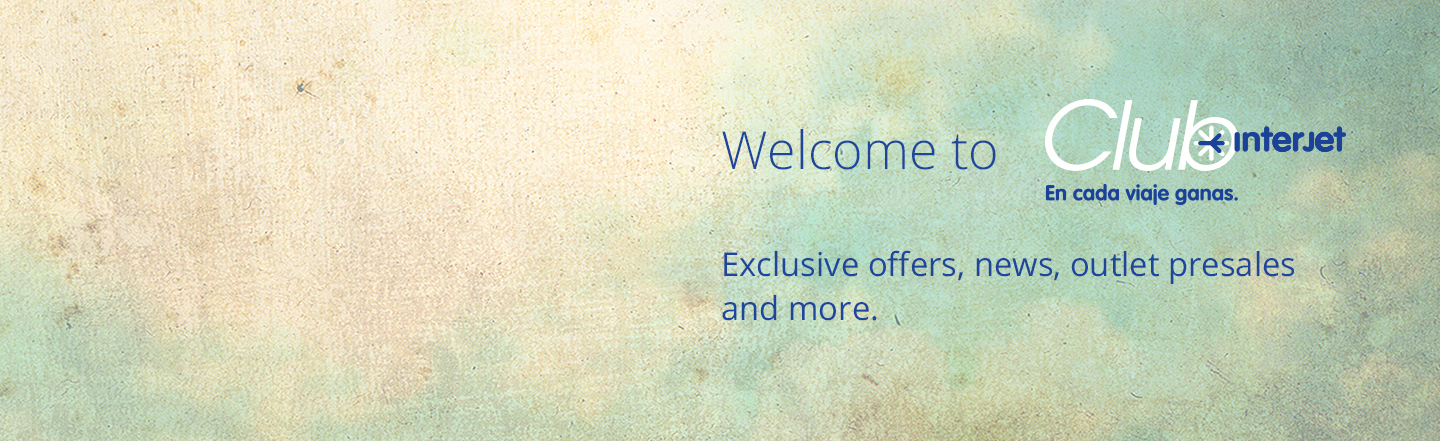 Welcome to Club interjet
En cada viaje ganas.
Exclusive offers, news, outlet presales
and more.